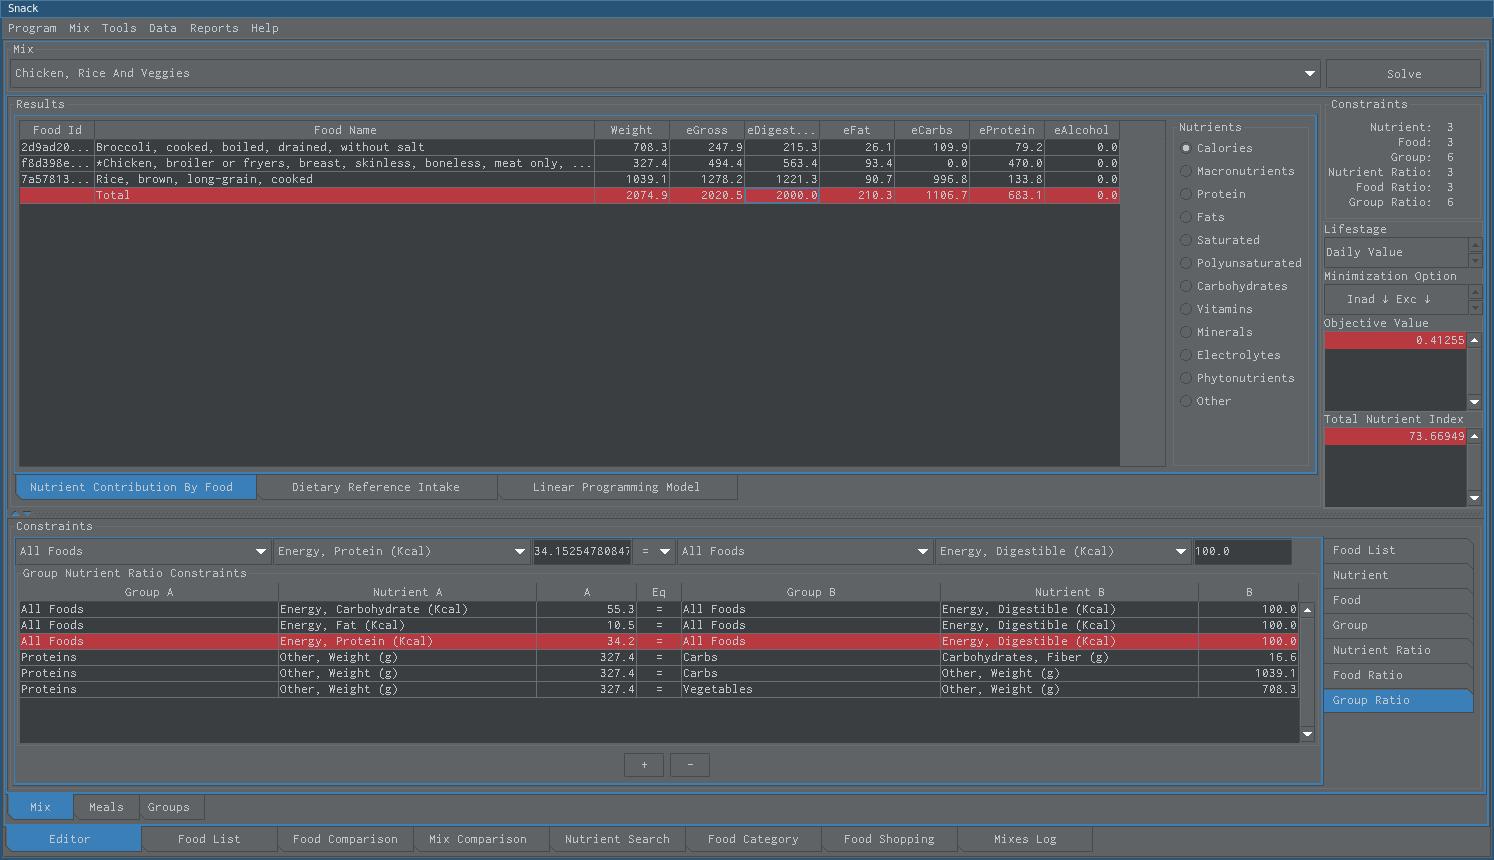 Snack
Program Mix Tools Data Reports Help
Mix
Chicken, Rice And Veggies
Solve
Results
Food Id Food Name Weight eGross eDigest... eFat eCarbs eProtein eAlcohol
2d9ad20... Broccoli, cooked, boiled, drained, without salt 708.3 247.9 215.3 26.1 109.9 79.2 0.0
f8d398e... *Chicken, broiler or fryers, breast, skinless, boneless, meat only, ... 327.4 494.4 563.4 93.4 0.0 470.0 0.0
7a57813... Rice, brown, long-grain, cooked 1039.1 1278.2 1221.3 90.7 996.8 133.8 0.0
Total 2074.9 2020.5 2000.0 210.3 1106.7 683.1 0.0
Nutrients
Calories
Macronutrients
Protein
Fats
Saturated
Polyunsaturated
Carbohydrates
Vitamins
Minerals
Electrolytes
Phytonutrients
Other
Constraints
Nutrient: 3
Food: 3
Group: 6
Nutrient Ratio: 3
Food Ratio: 3
Group Ratio: 6
Lifestage
Daily Value
Minimization Option
Inad ↓ Exc ↓
Objective Value
0.41255
Total Nutrient Index
73.66949
Nutrient Contribution By Food Dietary Reference Intake Linear Programming Model
Constraints
All Foods Energy, Protein (Kcal) 34.15254780847 = All Foods Energy, Digestible (Kcal) 100.0
Group Nutrient Ratio Constraints
Group A Nutrient A A Eq Group B Nutrient B B
All Foods Energy, Carbohydrate (Kcal) 55.3 = All Foods Energy, Digestible (Kcal) 100.0
All Foods Energy, Fat (Kcal) 10.5 = All Foods Energy, Digestible (Kcal) 100.0
All Foods Energy, Protein (Kcal) 34.2 = All Foods Energy, Digestible (Kcal) 100.0
Proteins Other, Weight (g) 327.4 = Carbs Carbohydrates, Fiber (g) 16.6
Proteins Other, Weight (g) 327.4 = Carbs Other, Weight (g) 1039.1
Proteins Other, Weight (g) 327.4 = Vegetables Other, Weight (g) 708.3
+ -
Food List
Nutrient
Food
Group
Nutrient Ratio
Food Ratio
Group Ratio
Mix Meals Groups
Editor Food List Food Comparison Mix Comparison Nutrient Search Food Category Food Shopping Mixes Log